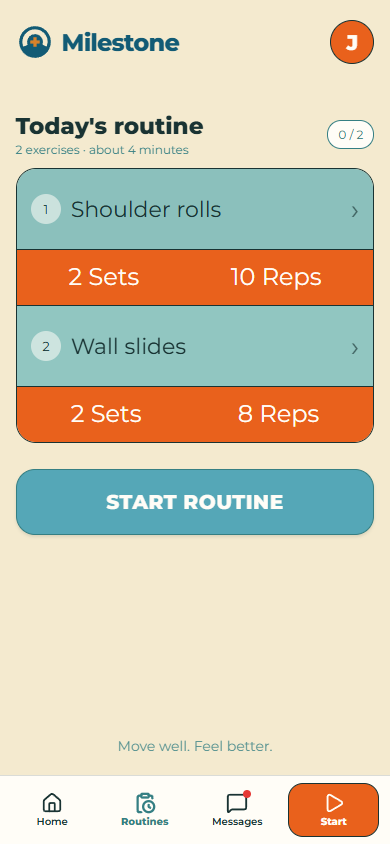 Milestone
J
Today's routine
2 exercises · about 4 minutes
0 / 2
1
Shoulder rolls
›
2 Sets
10 Reps
2
Wall slides
›
2 Sets
8 Reps
START ROUTINE
Move well. Feel better.
Home
Routines
Messages
Start